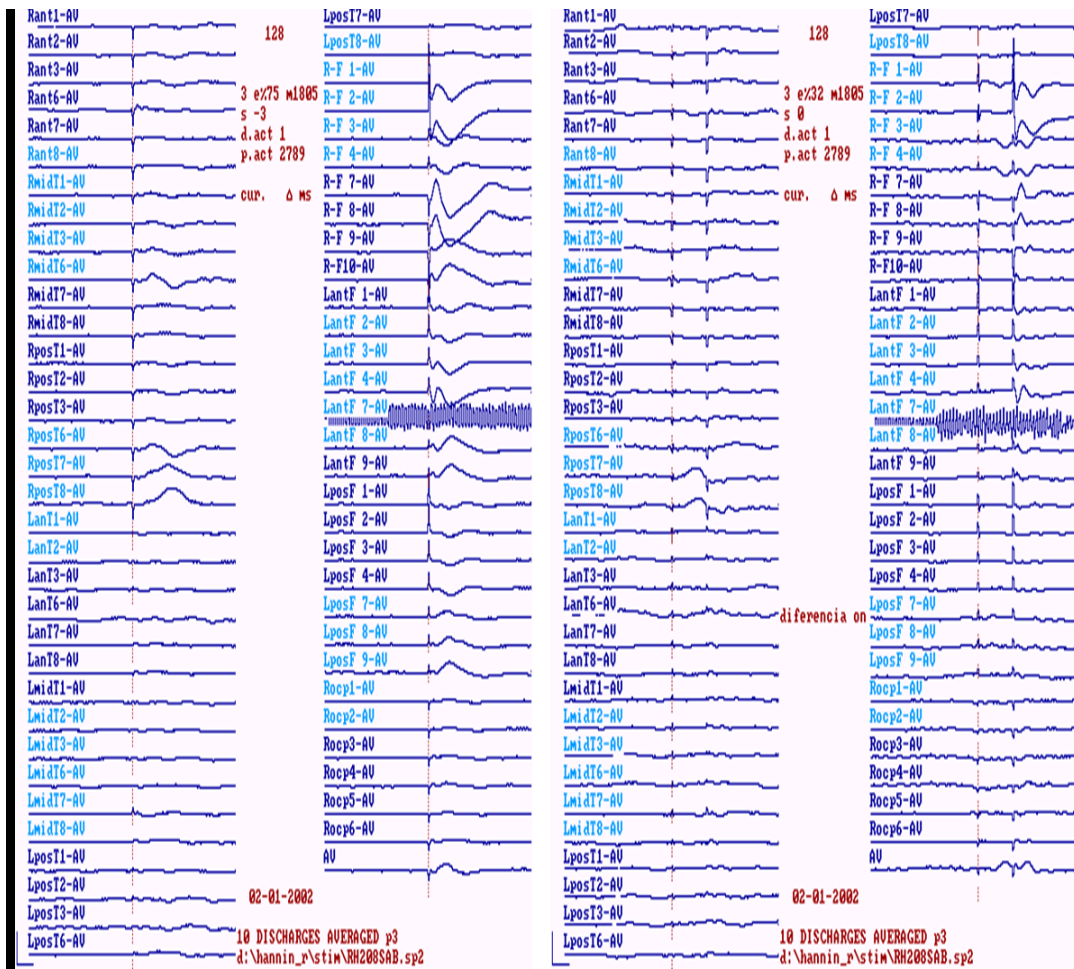 Rant1-AV
Rant2-AV
Rant3-AV
Rant6-AV
Rant7-AV
Rant8-AV
RmidT1-AV
RmidT2-AV
RmidT3-AV
RmidT6-AV
RmidT7-AV
RmidT8-AV
RposT1-AV
RposT2-AV
RposT3-AV
RposT6-AV
RposT7-AV
RposT8-AV
LanT1-AV
LanT2-AV
LanT3-AV
LanT6-AV
LanT7-AV
LanT8-AV
LmidT1-AV
LmidT2-AV
LmidT3-AV
LmidT6-AV
LmidT7-AV
LmidT8-AV
LposT1-AV
LposT2-AV
LposT3-AV
LposT6-AV
128
3 e%75 m1805
s -3
d.act 1
p.act 2789
cur. Δ ms
02-01-2002
10 DISCHARGES AVERAGED p3
d:\hannin_r\stim\RH208SAB.sp2
LposT7-AV
LposT8-AV
R-F 1-AV
R-F 2-AV
R-F 3-AV
R-F 4-AV
R-F 7-AV
R-F 8-AV
R-F 9-AV
R-F10-AV
LantF 1-AV
LantF 2-AV
LantF 3-AV
LantF 4-AV
LantF 7-AV
LantF 8-AV
LantF 9-AV
LposF 1-AV
LposF 2-AV
LposF 3-AV
LposF 4-AV
LposF 7-AV
LposF 8-AV
LposF 9-AV
Rocp1-AV
Rocp2-AV
Rocp3-AV
Rocp4-AV
Rocp5-AV
Rocp6-AV
AV
Rant1-AV
Rant2-AV
Rant3-AV
Rant6-AV
Rant7-AV
Rant8-AV
RmidT1-AV
RmidT2-AV
RmidT3-AV
RmidT6-AV
RmidT7-AV
RmidT8-AV
RposT1-AV
RposT2-AV
RposT3-AV
RposT6-AV
RposT7-AV
RposT8-AV
LanT1-AV
LanT2-AV
LanT3-AV
LanT6-AV
LanT7-AV
LanT8-AV
LmidT1-AV
LmidT2-AV
LmidT3-AV
LmidT6-AV
LmidT7-AV
LmidT8-AV
LposT1-AV
LposT2-AV
LposT3-AV
LposT6-AV
128
3 e%32 m1805
s 0
d.act 1
p.act 2789
cur. Δ ms
diferencia on
02-01-2002
10 DISCHARGES AVERAGED p3
d:\hannin_r\stim\RH208SAB.sp2
LposT7-AV
LposT8-AV
R-F 1-AV
R-F 2-AV
R-F 3-AV
R-F 4-AV
R-F 7-AV
R-F 8-AV
R-F 9-AV
R-F10-AV
LantF 1-AV
LantF 2-AV
LantF 3-AV
LantF 4-AV
LantF 7-AV
LantF 8-AV
LantF 9-AV
LposF 1-AV
LposF 2-AV
LposF 3-AV
LposF 4-AV
LposF 7-AV
LposF 8-AV
LposF 9-AV
Rocp1-AV
Rocp2-AV
Rocp3-AV
Rocp4-AV
Rocp5-AV
Rocp6-AV
AV